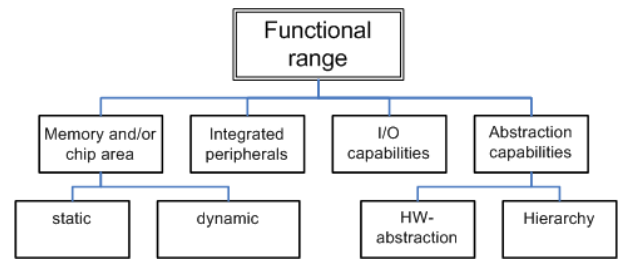 Functional
range
Memory and/or
chip area
Integrated
peripherals
I/O
capabilities
Abstraction
capabilities
static
dynamic
HW-
abstraction
Hierarchy